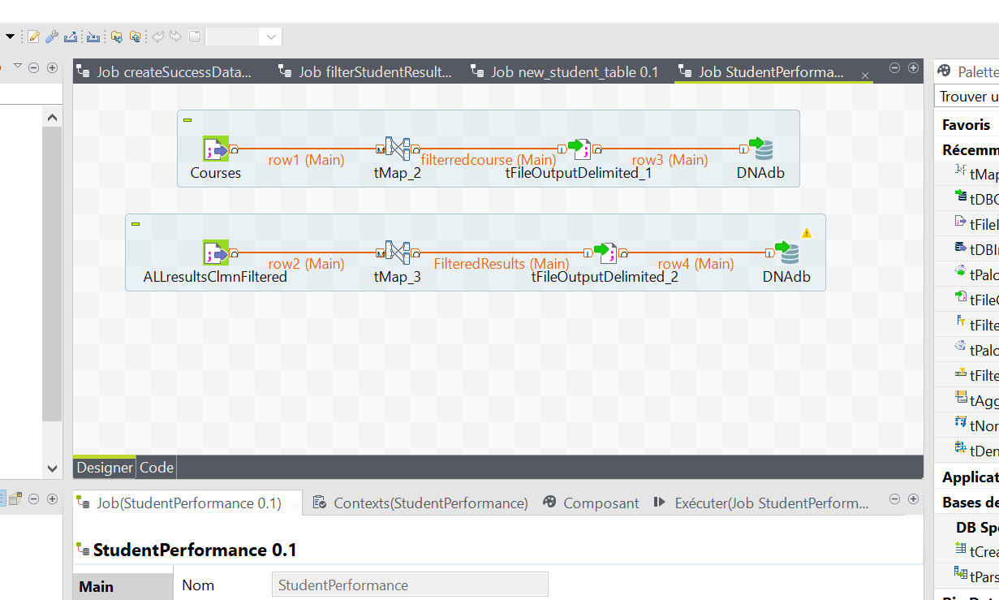 Job createSuccessData...
Job filterStudentResult...
Job new_student_table 0.1
Job StudentPerforma...
Palette
Trouver u
Favoris
Récemm
tMap
tDBC
tFileI
tDBIn
tPalo
tFileO
tFilte
tPalo
tFilte
tAgg
tNor
tDen
Applicat
Bases de
DB Spe
tCrea
tPars
row1 (Main)
filterredcourse (Main)
row3 (Main)
Courses
tMap_2
tFileOutputDelimited_1
DNAdb
row2 (Main)
FilteredResults (Main)
row4 (Main)
ALLresultsClmnFiltered
tMap_3
tFileOutputDelimited_2
DNAdb
Designer
Code
Job(StudentPerformance 0.1)
Contexts(StudentPerformance)
Composant
Exécuter(Job StudentPerform...
StudentPerformance 0.1
Main
Nom
StudentPerformance